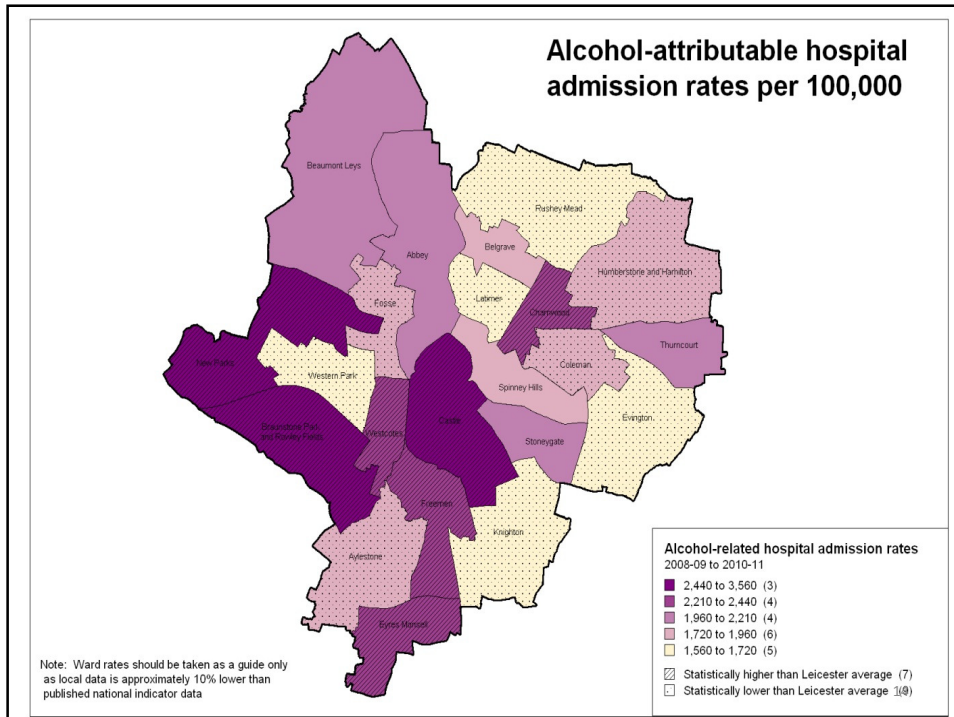 Alcohol-attributable hospital
admission rates per 100,000
Beaumont Leys
Rushey Mead
Abbey
Belgrave
Humberstone and Hamilton
Latimer
Fosse
Charnwood
Thurncourt
New Parks
Western Park
Coleman
Spinney Hills
Braunstone Park
and Rowley Fields
Westcotes
Castle
Evington
Stoneygate
Freemen
Knighton
Aylestone
Eyres Monsell
Alcohol-related hospital admission rates
2008-09 to 2010-11
2,440 to 3,560 (3)
2,210 to 2,440 (4)
1,960 to 2,210 (4)
1,720 to 1,960 (6)
1,560 to 1,720 (5)
Statistically higher than Leicester average (7)
Statistically lower than Leicester average
Note: Ward rates should be taken as a guide only
as local data is approximately 10% lower than
published national indicator data